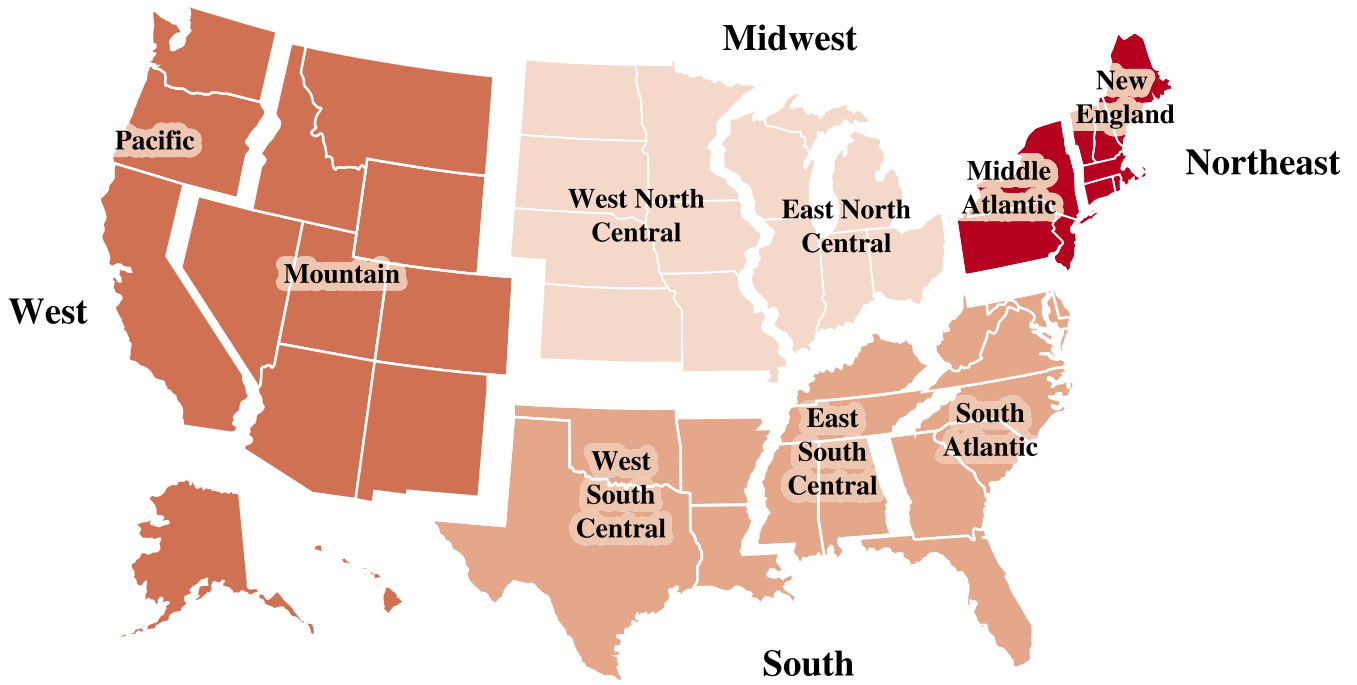 Midwest
New
England
Pacific
Northeast
Middle
Atlantic
West North
Central
East North
Central
Mountain
West
East
South
Central
South
Atlantic
West
South
Central
South